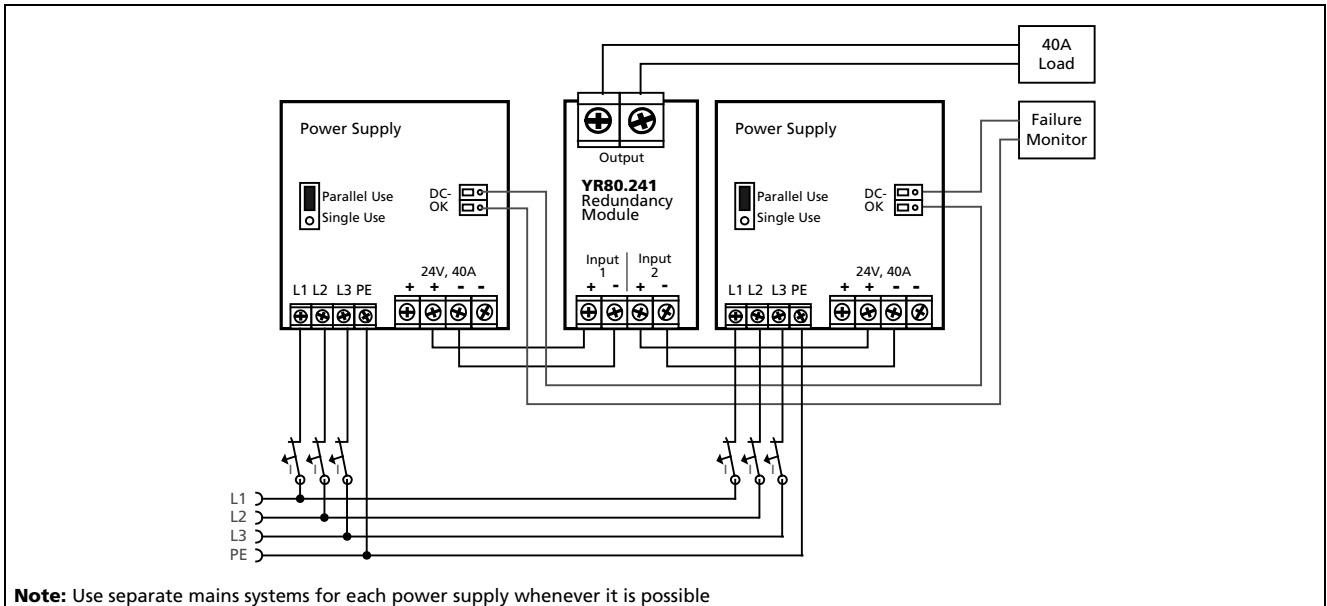 40A
Load
Failure
Monitor
Power Supply
Parallel Use
Single Use
DC-
OK
24V, 40A
+ + - -
L1 L2 L3 PE
Output
YR80.241
Redundancy
Module
Input
1
Input
2
+ - + -
Power Supply
Parallel Use
Single Use
DC-
OK
24V, 40A
+ + - -
L1 L2 L3 PE
I I I
I I I
L1
L2
L3
PE
Note: Use separate mains systems for each power supply whenever it is possible